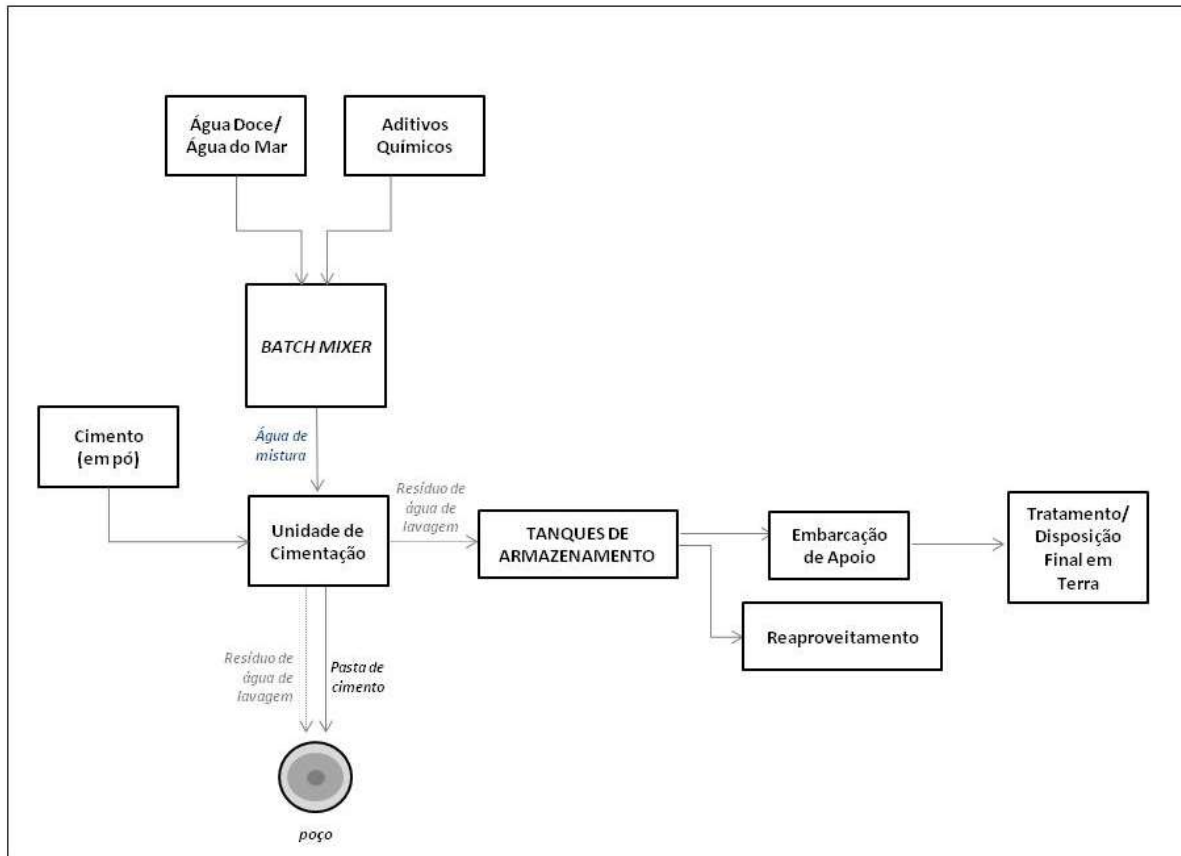 Água Doce/
Água do Mar
Aditivos
Químicos
BATCH MIXER
Cimento
(em pó)
Água de
mistura
Unidade de
Cimentação
Resíduo de
água de
lavagem
TANQUES DE
ARMAZENAMENTO
Embarcação
de Apoio
Tratamento/
Disposição
Final em
Terra
Reaproveitamento
Resíduo de
água de
lavagem
Pasta de
cimento
poço